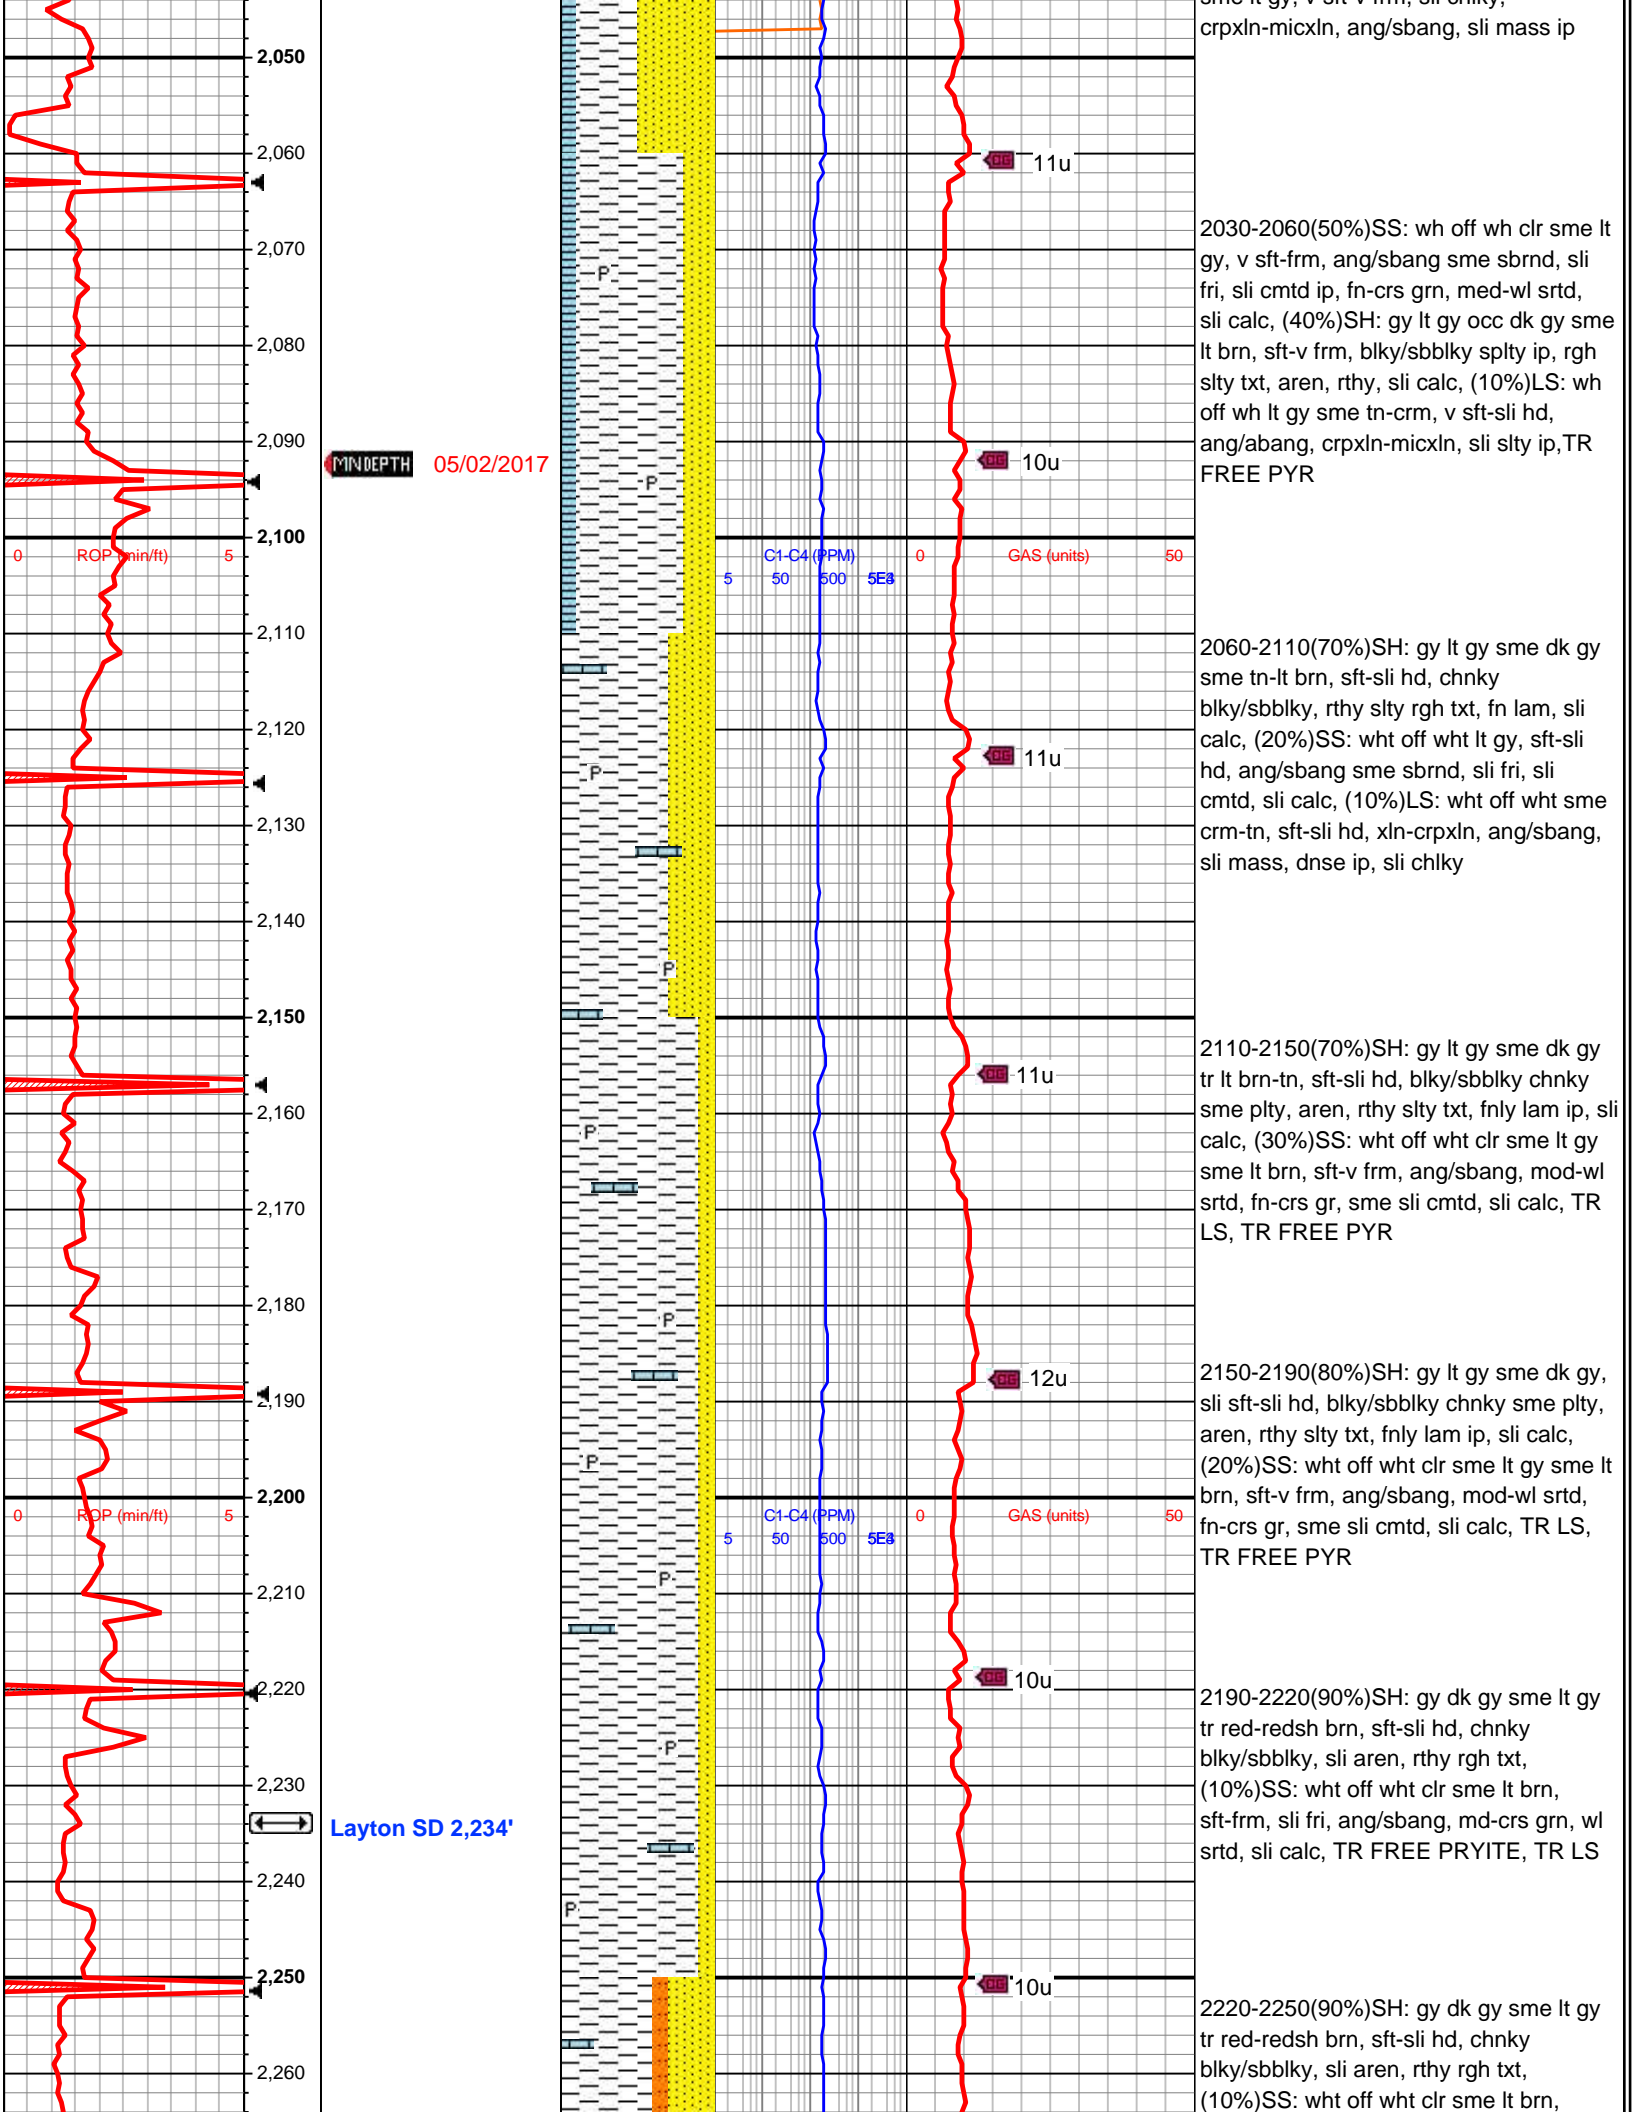 sme lt gy, v sft-v frm, sli chlky,
crpxln-micxln, ang/sbang, sli mass ip
2,050
2,060
11u
2030-2060(50%)SS: wh off wh clr sme lt
gy, v sft-frm, ang/sbang sme sbrnd, sli
fri, sli cmtd ip, fn-crs grn, med-wl srtd,
sli calc, (40%)SH: gy lt gy occ dk gy sme
lt brn, sft-v frm, blky/sbblky splty ip, rgh
slty txt, aren, rthy, sli calc, (10%)LS: wh
off wh lt gy sme tn-crm, v sft-sli hd,
ang/abang, crpxln-micxln, sli slty ip,TR
FREE PYR
2,070
P
2,080
2,090
MN DEPTH 05/02/2017
CG 10u
P
2,100
0 ROP (min/ft) 5
C1-C4 (PPM)
5 50 500 5E3
0 GAS (units) 50
2,110
2060-2110(70%)SH: gy lt gy sme dk gy
sme tn-lt brn, sft-sli hd, chnky
blky/sbblky, rthy slty rgh txt, fn lam, sli
calc, (20%)SS: wht off wht lt gy, sft-sli
hd, ang/sbang sme sbrnd, sli fri, sli
cmtd, sli calc, (10%)LS: wht off wht sme
crm-tn, sft-sli hd, xln-crpxln, ang/sbang,
sli mass, dnse ip, sli chlky
2,120
CG 11u
P
2,130
2,140
P
2,150
2110-2150(70%)SH: gy lt gy sme dk gy
tr lt brn-tn, sft-sli hd, blky/sbblky chnky
sme plty, aren, rthy slty txt, fnly lam ip, sli
calc, (30%)SS: wht off wht clr sme lt gy
sme lt brn, sft-v frm, ang/sbang, mod-wl
srtd, fn-crs gr, sme sli cmtd, sli calc, TR
LS, TR FREE PYR
CG 11u
2,160
P
2,170
2,180
P
CG 12u
2150-2190(80%)SH: gy lt gy sme dk gy,
sli sft-sli hd, blky/sbblky chnky sme plty,
aren, rthy slty txt, fnly lam ip, sli calc,
(20%)SS: wht off wht clr sme lt gy sme lt
brn, sft-v frm, ang/sbang, mod-wl srtd,
fn-crs gr, sme sli cmtd, sli calc, TR LS,
TR FREE PYR
2,190
P
2,200
0 ROP (min/ft) 5
C1-C4 (PPM)
5 50 500 5E3
0 GAS (units) 50
P
2,210
CG 10u
2,220
2190-2220(90%)SH: gy dk gy sme lt gy
tr red-redsh brn, sft-sli hd, chnky
blky/sbblky, sli aren, rthy rgh txt,
(10%)SS: wht off wht clr sme lt brn,
sft-frm, sli fri, ang/sbang, md-crs grn, wl
srtd, sli calc, TR FREE PRYITE, TR LS
P
2,230
Layton SD 2,234'
2,240
P
2,250
CG 10u
2220-2250(90%)SH: gy dk gy sme lt gy
tr red-redsh brn, sft-sli hd, chnky
blky/sbblky, sli aren, rthy rgh txt,
(10%)SS: wht off wht clr sme lt brn,
2,260